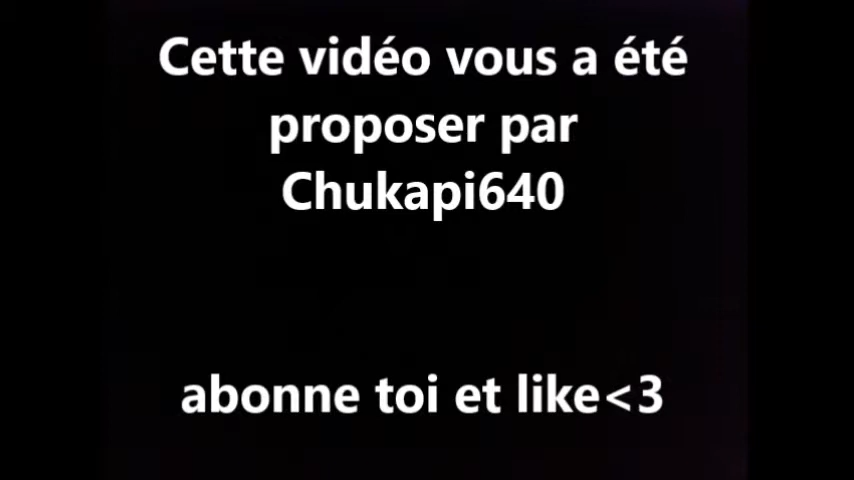 Cette vidéo vous a été
proposer par
Chukapi640
abonne toi et like<3